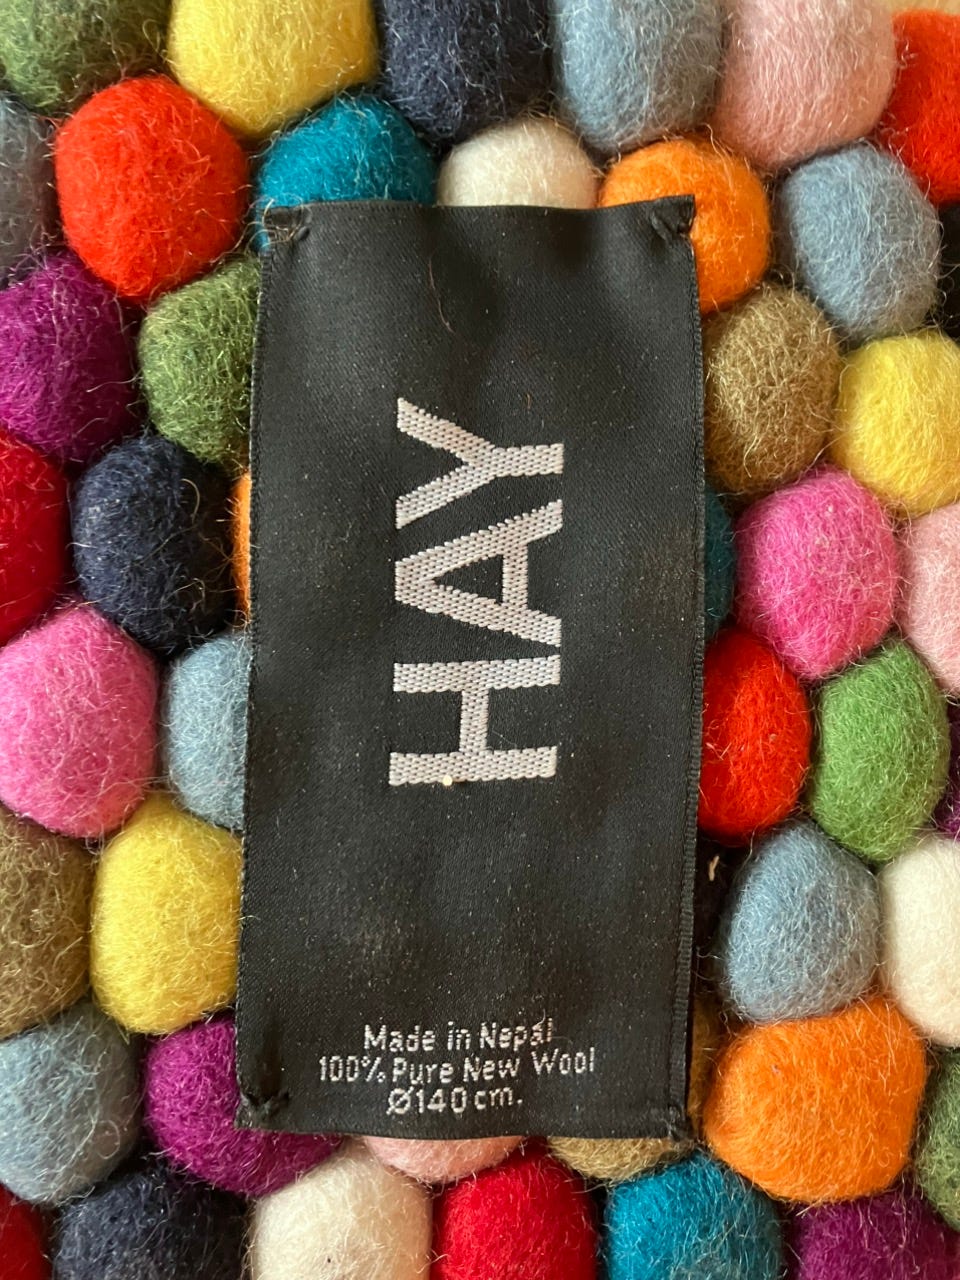 HAY
Made in Nepal
100% Pure New Wool
Ø140 cm.